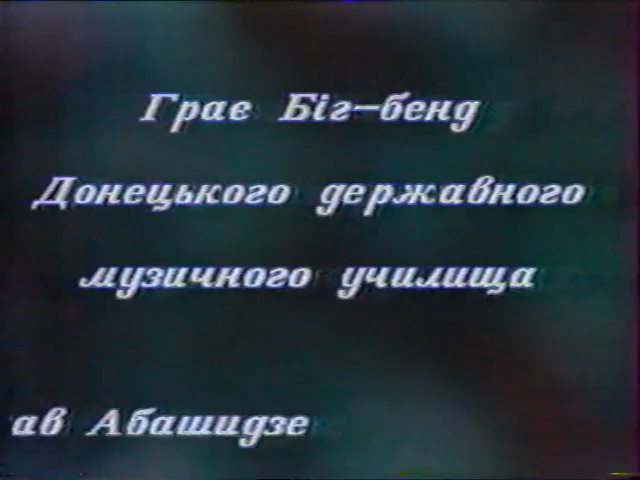 Грає Біг-бенд
Донецького державного
музичного училища
ав Абашидзе